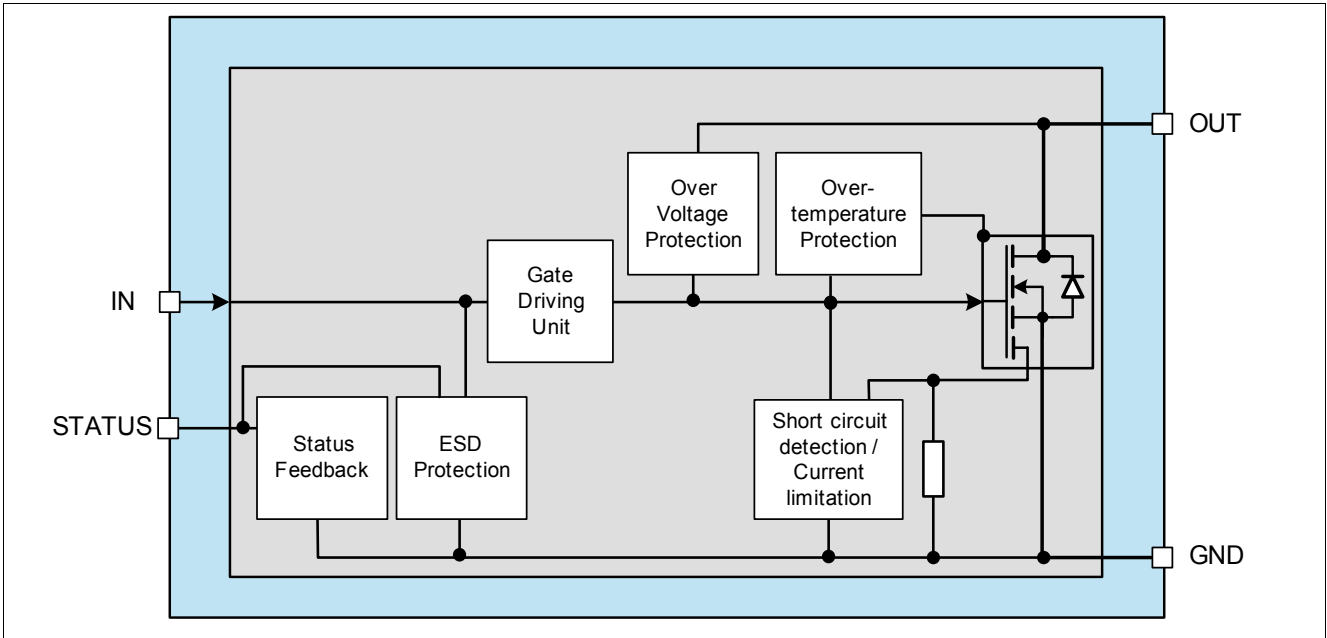 OUT
Over
Voltage
Protection
Over-
temperature
Protection
IN
Gate
Driving
Unit
STATUS
Status
Feedback
ESD
Protection
Short circuit
detection /
Current
limitation
GND